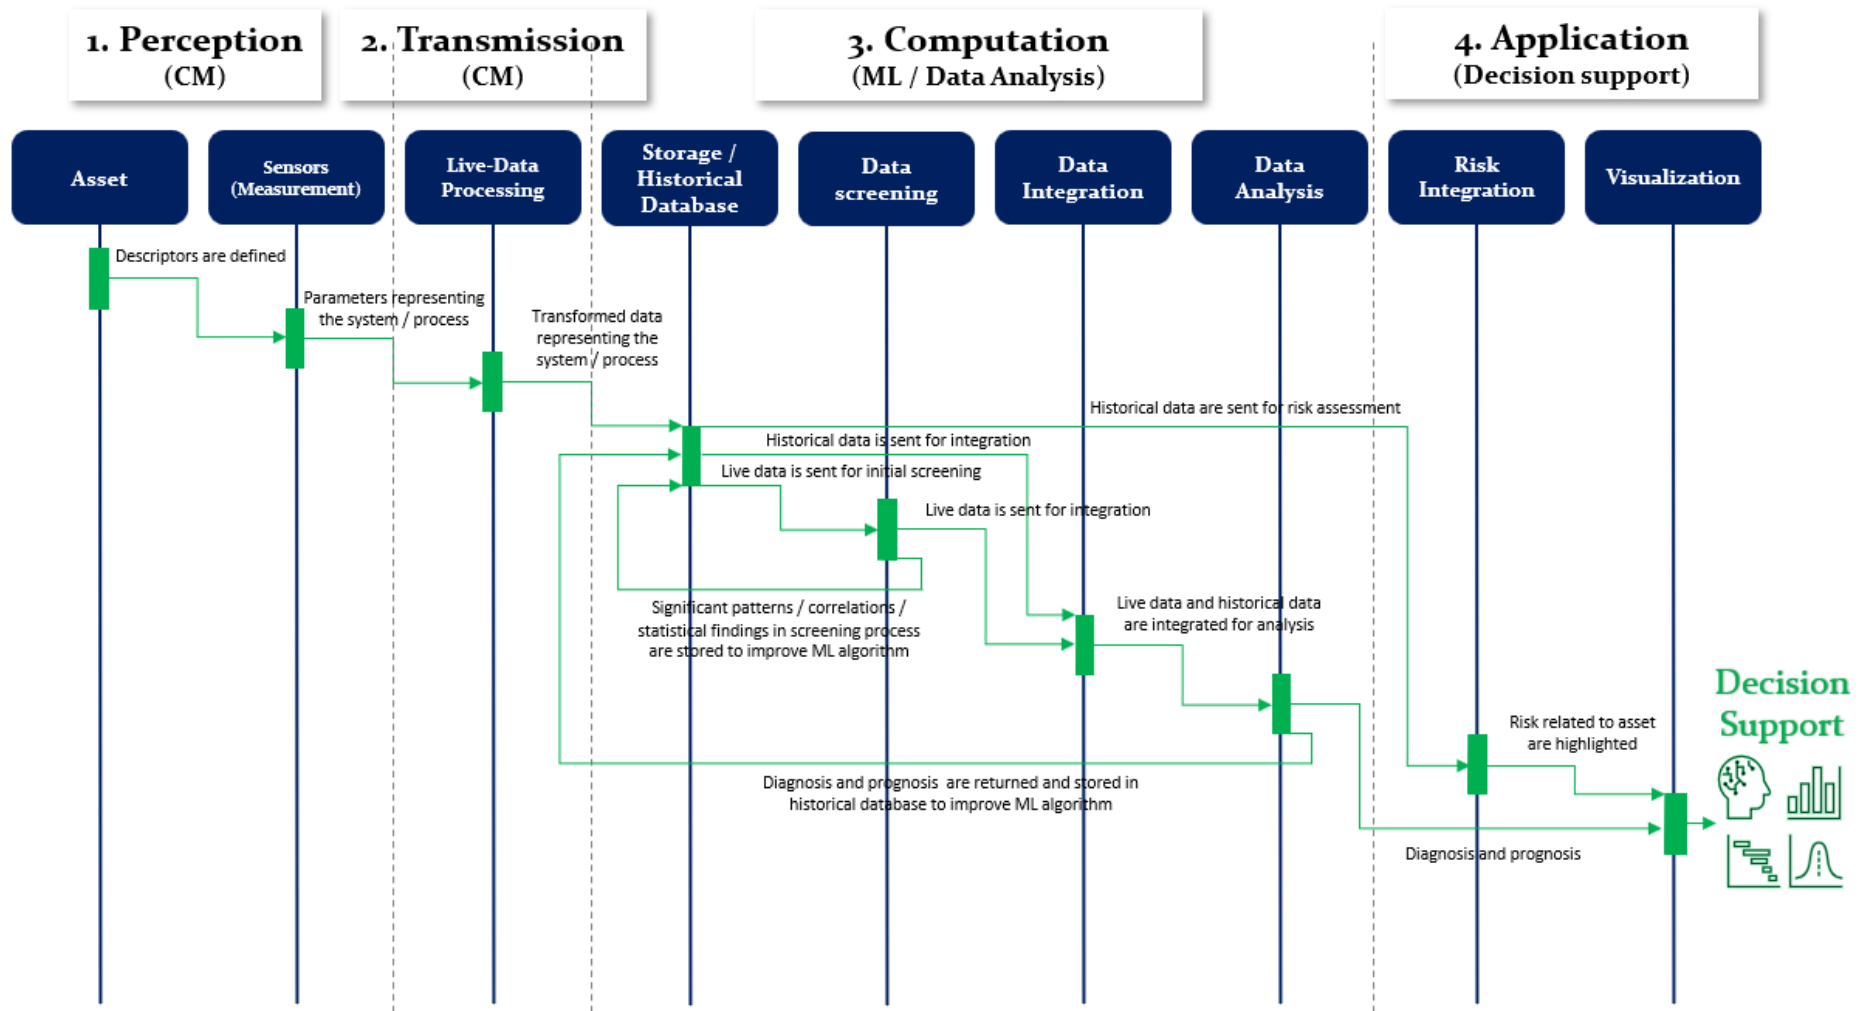 1. Perception
(CM)
2. Transmission
(CM)
3. Computation
(ML / Data Analysis)
4. Application
(Decision support)
Asset
Sensors
(Measurement)
Live-Data
Processing
Storage /
Historical
Database
Data
screening
Data
Integration
Data
Analysis
Risk
Integration
Visualization
Descriptors are defined
Parameters representing
the system / process
Transformed data
representing the
system / process
Historical data are sent for risk assessment
Historical data is sent for integration
Live data is sent for initial screening
Live data is sent for integration
Significant patterns / correlations /
statistical findings in screening process
are stored to improve ML algorithm
Live data and historical data
are integrated for analysis
Diagnosis and prognosis are returned and stored in
historical database to improve ML algorithm
Risk related to asset
are highlighted
Diagnosis and prognosis
Decision
Support